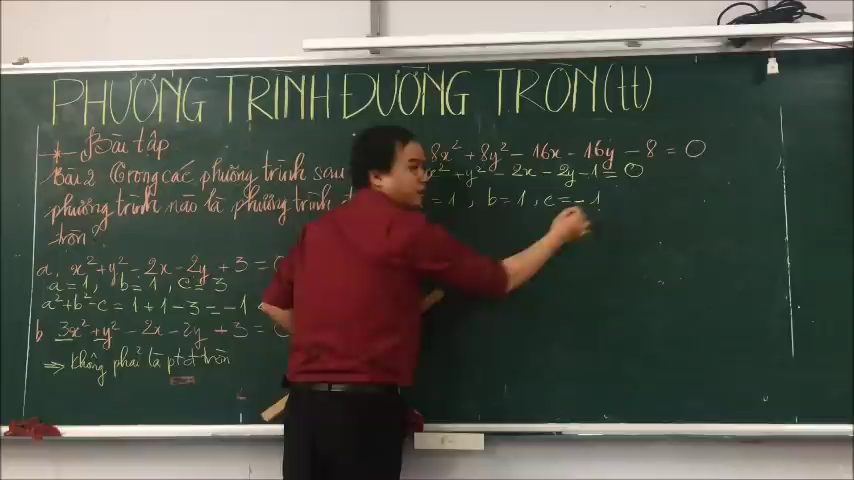 PHƯƠNG TRÌNH ĐƯỜNG TRÒN (tt)
Bài tập
Bài 2 Trong các phương trình sau
phương trình nào là phương trình
tròn
a, x² + y² - 2x - 2y + 3 =
a = 1, b = 1, c = 3
a² + b² - c = 1 + 1 - 3 = -1
b 3x² + y² - 2x - 2y + 3 =
⇒ Không phải là ptđt tròn
8x² + 8y² - 16x - 16y - 8 = 0
x² + y² - 2x - 2y - 1 = 0
= 1, b = 1, c = -1